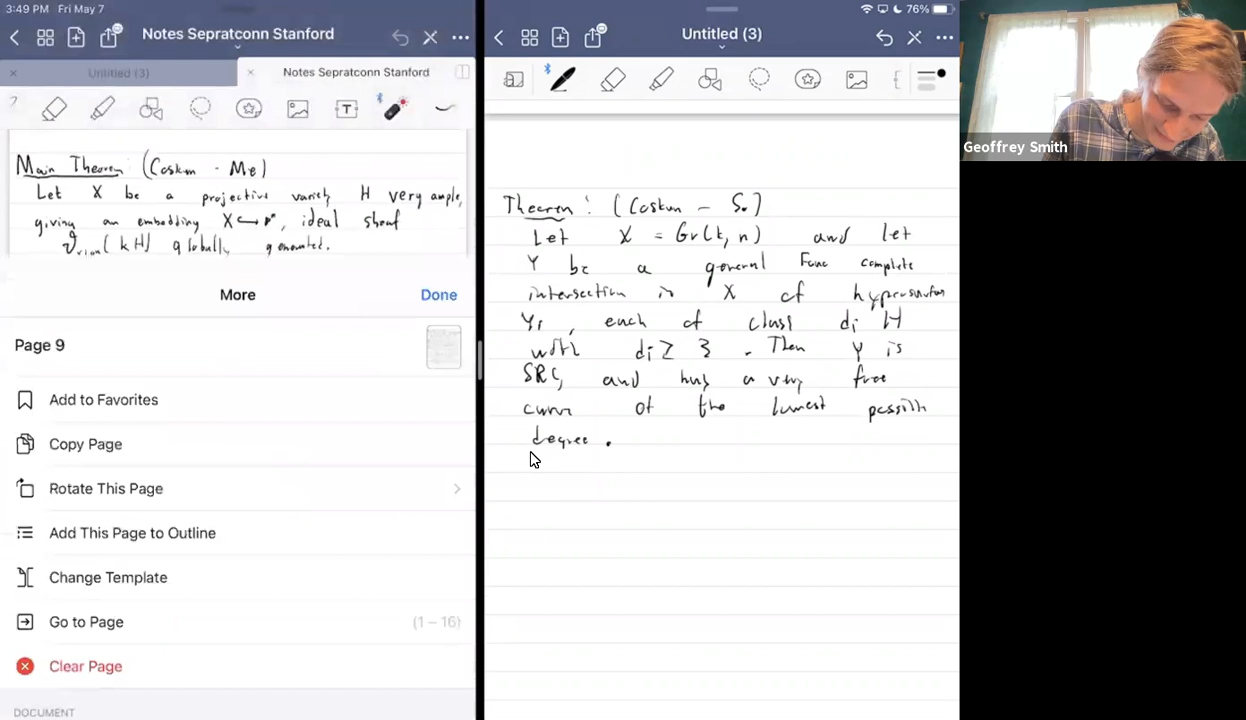 3:49 PM Fri May 7
Notes Sepratconn Stanford
Untitled (3)
Notes Sepratconn Stanford
Main Theorem (Coskun - Me)
Let X be a projective variety H very ample,
giving an embedding X↪ℙⁿ, ideal sheaf
(kH) globally generated.
More
Done
Page 9
Add to Favorites
Copy Page
Rotate This Page
Add This Page to Outline
Change Template
Go to Page
(1 – 16)
Clear Page
DOCUMENT
76%
Untitled (3)
Theorem: (Coskun - S.)
Let X = Gr(k, n) and let
Y be a general Fano complete
intersection in X of hypersurfaces
Yi, each of class di H
with di ≥ 3. Then Y is
SRC, and has a very free
curve of the lowest possible
degree.
Geoffrey Smith